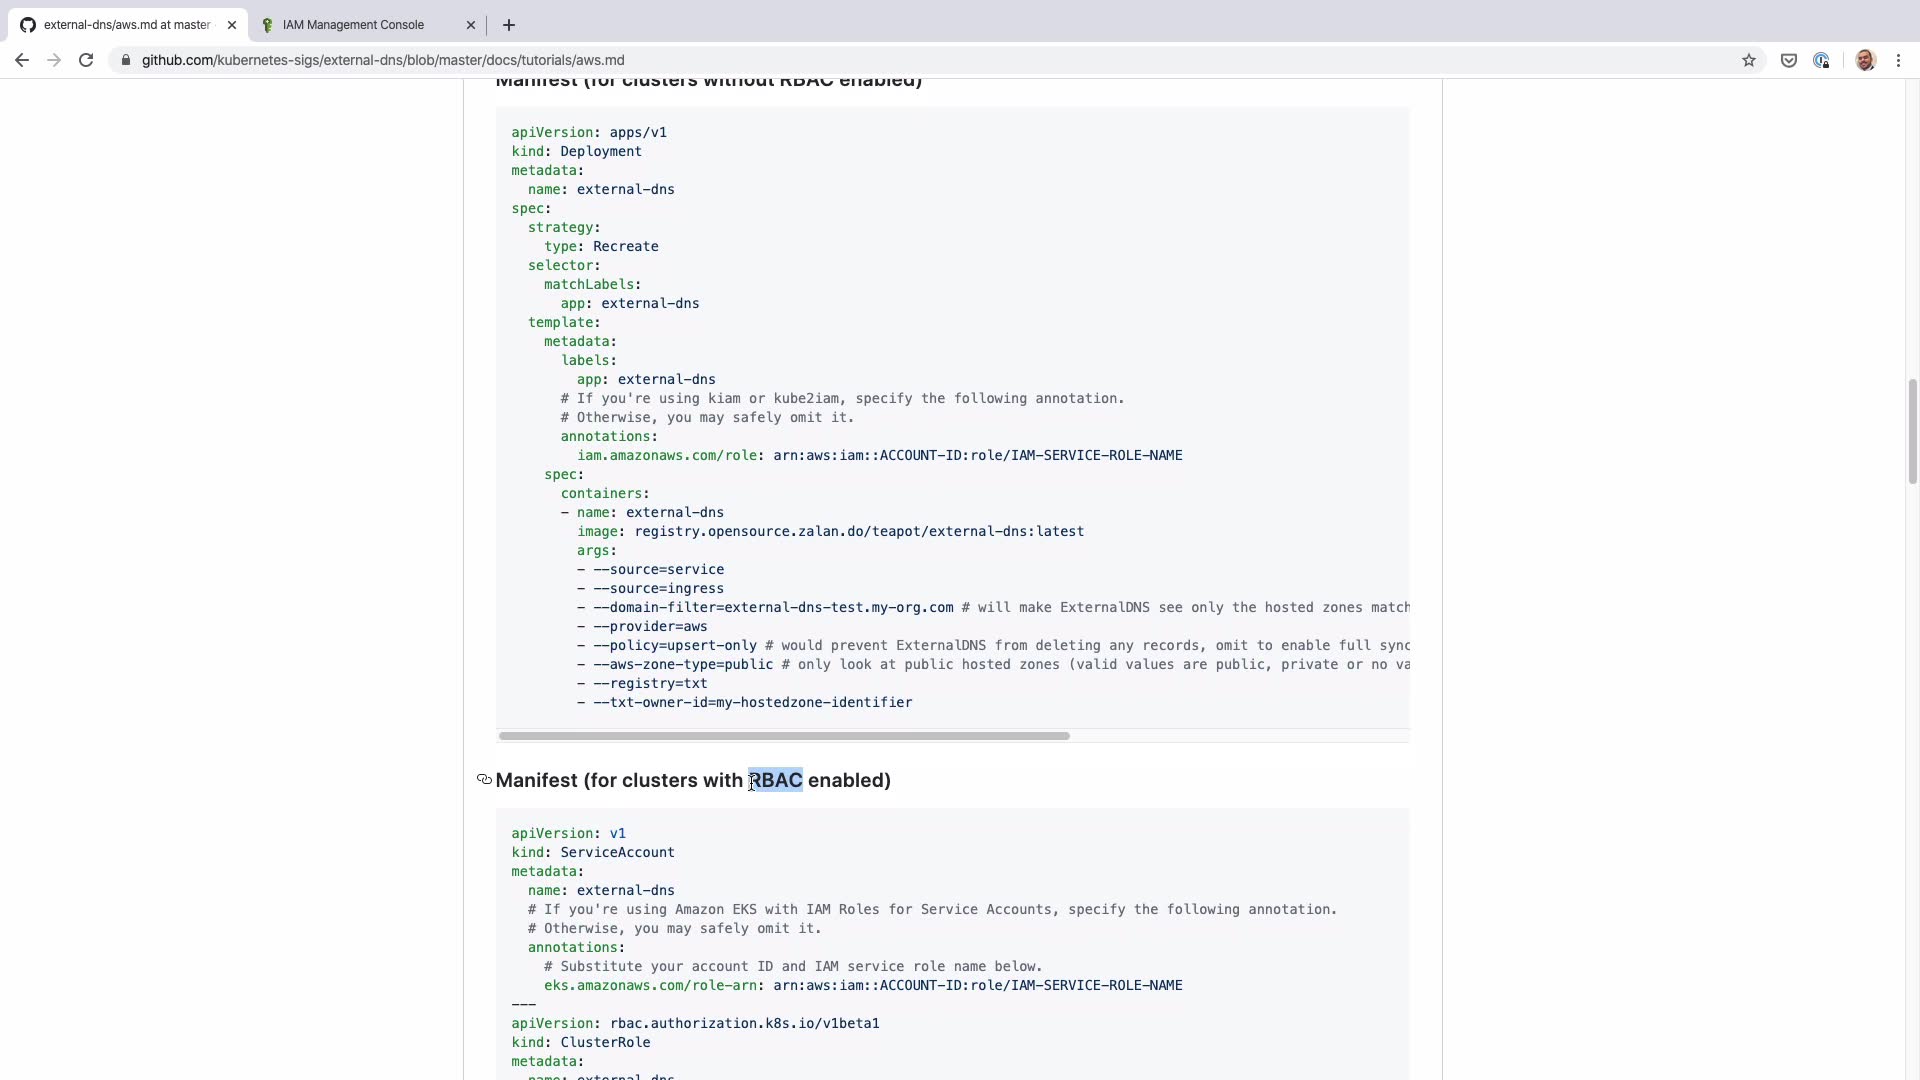 external-dns/aws.md at master
IAM Management Console
github.com/kubernetes-sigs/external-dns/blob/master/docs/tutorials/aws.md
Manifest (for clusters without RBAC enabled)
apiVersion: apps/v1
kind: Deployment
metadata:
  name: external-dns
spec:
  strategy:
    type: Recreate
  selector:
    matchLabels:
      app: external-dns
  template:
    metadata:
      labels:
        app: external-dns
      # If you're using kiam or kube2iam, specify the following annotation.
      # Otherwise, you may safely omit it.
      annotations:
        iam.amazonaws.com/role: arn:aws:iam::ACCOUNT-ID:role/IAM-SERVICE-ROLE-NAME
    spec:
      containers:
      - name: external-dns
        image: registry.opensource.zalan.do/teapot/external-dns:latest
        args:
        - --source=service
        - --source=ingress
        - --domain-filter=external-dns-test.my-org.com # will make ExternalDNS see only the hosted zones match
        - --provider=aws
        - --policy=upsert-only # would prevent ExternalDNS from deleting any records, omit to enable full sync
        - --aws-zone-type=public # only look at public hosted zones (valid values are public, private or no va
        - --registry=txt
        - --txt-owner-id=my-hostedzone-identifier
Manifest (for clusters with RBAC enabled)
apiVersion: v1
kind: ServiceAccount
metadata:
  name: external-dns
  # If you're using Amazon EKS with IAM Roles for Service Accounts, specify the following annotation.
  # Otherwise, you may safely omit it.
  annotations:
    # Substitute your account ID and IAM service role name below.
    eks.amazonaws.com/role-arn: arn:aws:iam::ACCOUNT-ID:role/IAM-SERVICE-ROLE-NAME
---
apiVersion: rbac.authorization.k8s.io/v1beta1
kind: ClusterRole
metadata:
  name: external-dns